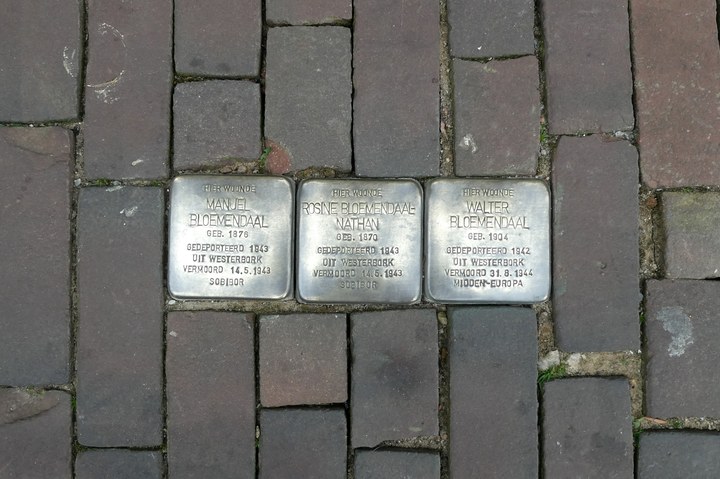 HIER WOONDE
MANUEL
BLOEMENDAAL
GEB. 1876
GEDEPORTEERD 1943
UIT WESTERBORK
VERMOORD 14.5.1943
SOBIBOR
HIER WOONDE
ROSINE BLOEMENDAAL
NATHAN
GEB. 1870
GEDEPORTEERD 1943
UIT WESTERBORK
VERMOORD 14.5.1943
SOBIBOR
HIER WOONDE
WALTER
BLOEMENDAAL
GEB. 1904
GEDEPORTEERD 1942
UIT WESTERBORK
VERMOORD 31.8.1944
MIDDEN-EUROPA